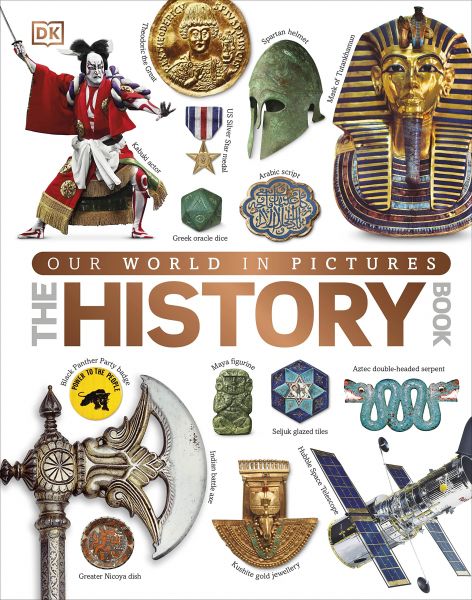 DK
Theodoric the Great
Spartan helmet
Mask of Tutankhamun
US Silver Star medal
Kabuki actor
Arabic script
Greek oracle dice
OUR WORLD IN PICTURES
THE HISTORY BOOK
Black Panther Party badge
POWER TO THE PEOPLE
Maya figurine
Seljuk glazed tiles
Aztec double-headed serpent
Indian battle axe
Hubble Space Telescope
Greater Nicoya dish
Kushite gold jewellery